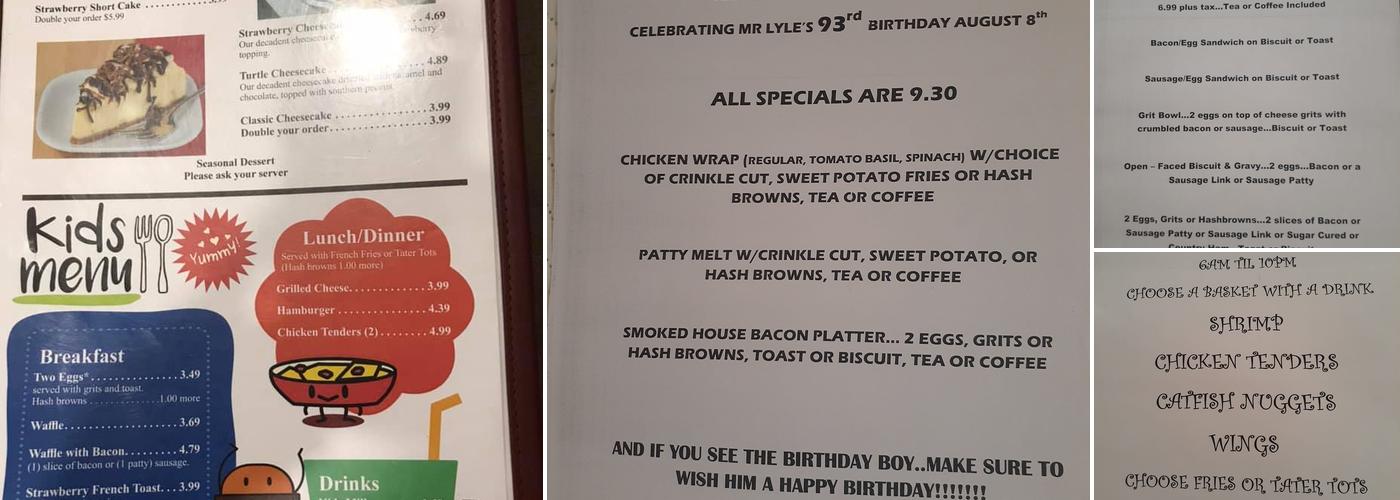 Strawberry Short Cake
Double your order $5.99
4.69
Strawberry
Our decadent
topping.
Turtle Cheesecake 4.89
Our decadent cheesecake drizzled with caramel and
chocolate, topped with southern pecans.
Classic Cheesecake 3.99
Double your order. 3.99
Seasonal Dessert
Please ask your server
Kids
menu
Yummy!
Lunch/Dinner
Served with French Fries or Tater Tots
(Hash browns 1.00 more)
Grilled Cheese. 3.99
Hamburger 4.39
Chicken Tenders (2) 4.99
Breakfast
Two Eggs* 3.49
served with grits and toast.
Hash browns 1.00 more
Waffle 3.69
Waffle with Bacon. 4.79
(1) slice of bacon or (1 patty) sausage.
Strawberry French Toast. 3.99
Drinks
CELEBRATING MR LYLE'S 93rd BIRTHDAY AUGUST 8th
ALL SPECIALS ARE 9.30
CHICKEN WRAP (REGULAR, TOMATO BASIL, SPINACH) W/CHOICE
OF CRINKLE CUT, SWEET POTATO FRIES OR HASH
BROWNS, TEA OR COFFEE
PATTY MELT W/CRINKLE CUT, SWEET POTATO, OR
HASH BROWNS, TEA OR COFFEE
SMOKED HOUSE BACON PLATTER... 2 EGGS, GRITS OR
HASH BROWNS, TOAST OR BISCUIT, TEA OR COFFEE
AND IF YOU SEE THE BIRTHDAY BOY..MAKE SURE TO
WISH HIM A HAPPY BIRTHDAY!!!!!!!
6.99 plus tax...Tea or Coffee Included
Bacon/Egg Sandwich on Biscuit or Toast
Sausage/Egg Sandwich on Biscuit or Toast
Grit Bowl...2 eggs on top of cheese grits with
crumbled bacon or sausage...Biscuit or Toast
Open – Faced Biscuit & Gravy...2 eggs...Bacon or a
Sausage Link or Sausage Patty
2 Eggs, Grits or Hashbrowns...2 slices of Bacon or
Sausage Patty or Sausage Link or Sugar Cured or
Country Ham
6AM TIL 10PM
CHOOSE A BASKET WITH A DRINK
SHRIMP
CHICKEN TENDERS
CATFISH NUGGETS
WINGS
CHOOSE FRIES OR TATER TOTS